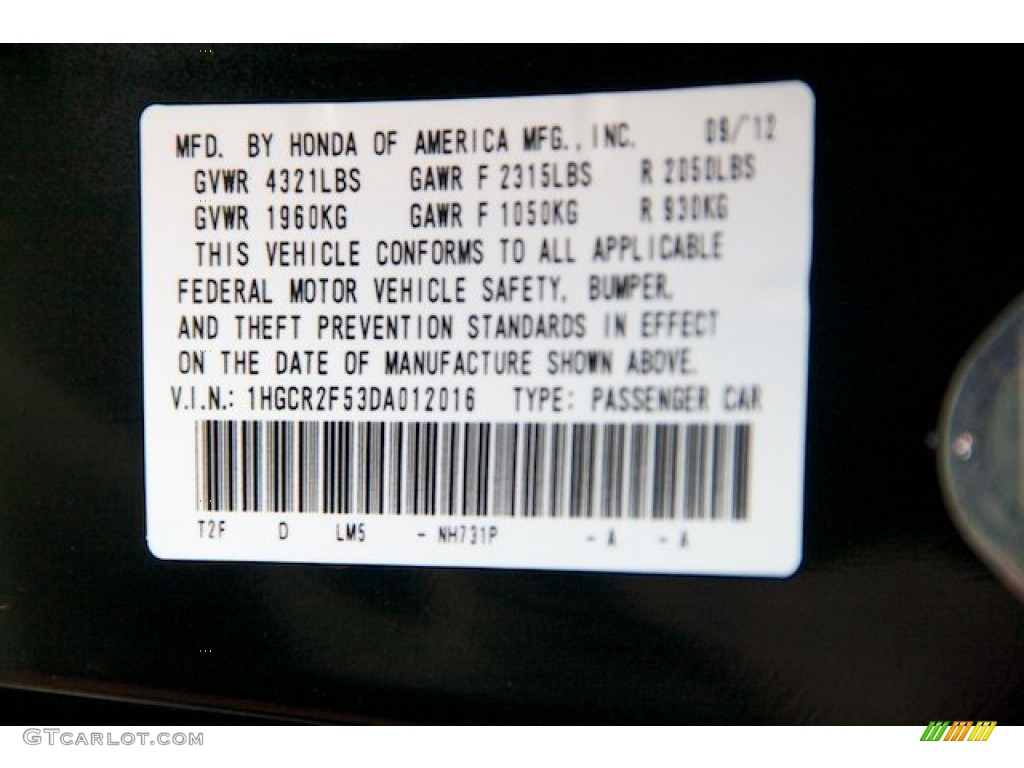 MFD. BY HONDA OF AMERICA MFG., INC. 09/12
GVWR 4321LBS GAWR F 2315LBS R 2050LBS
GVWR 1960KG GAWR F 1050KG R 930KG
THIS VEHICLE CONFORMS TO ALL APPLICABLE
FEDERAL MOTOR VEHICLE SAFETY, BUMPER,
AND THEFT PREVENTION STANDARDS IN EFFECT
ON THE DATE OF MANUFACTURE SHOWN ABOVE.
V.I.N.: 1HGCR2F53DA012016 TYPE: PASSENGER CAR
T2F D LM5 - NH731P - A - A
GTcarlot.com